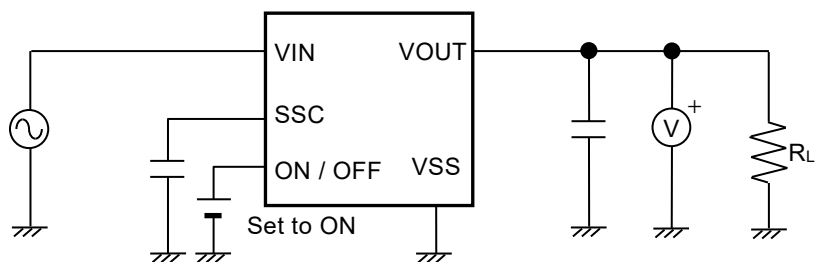 VIN
VOUT
SSC
ON / OFF
VSS
Set to ON
V
+
RL